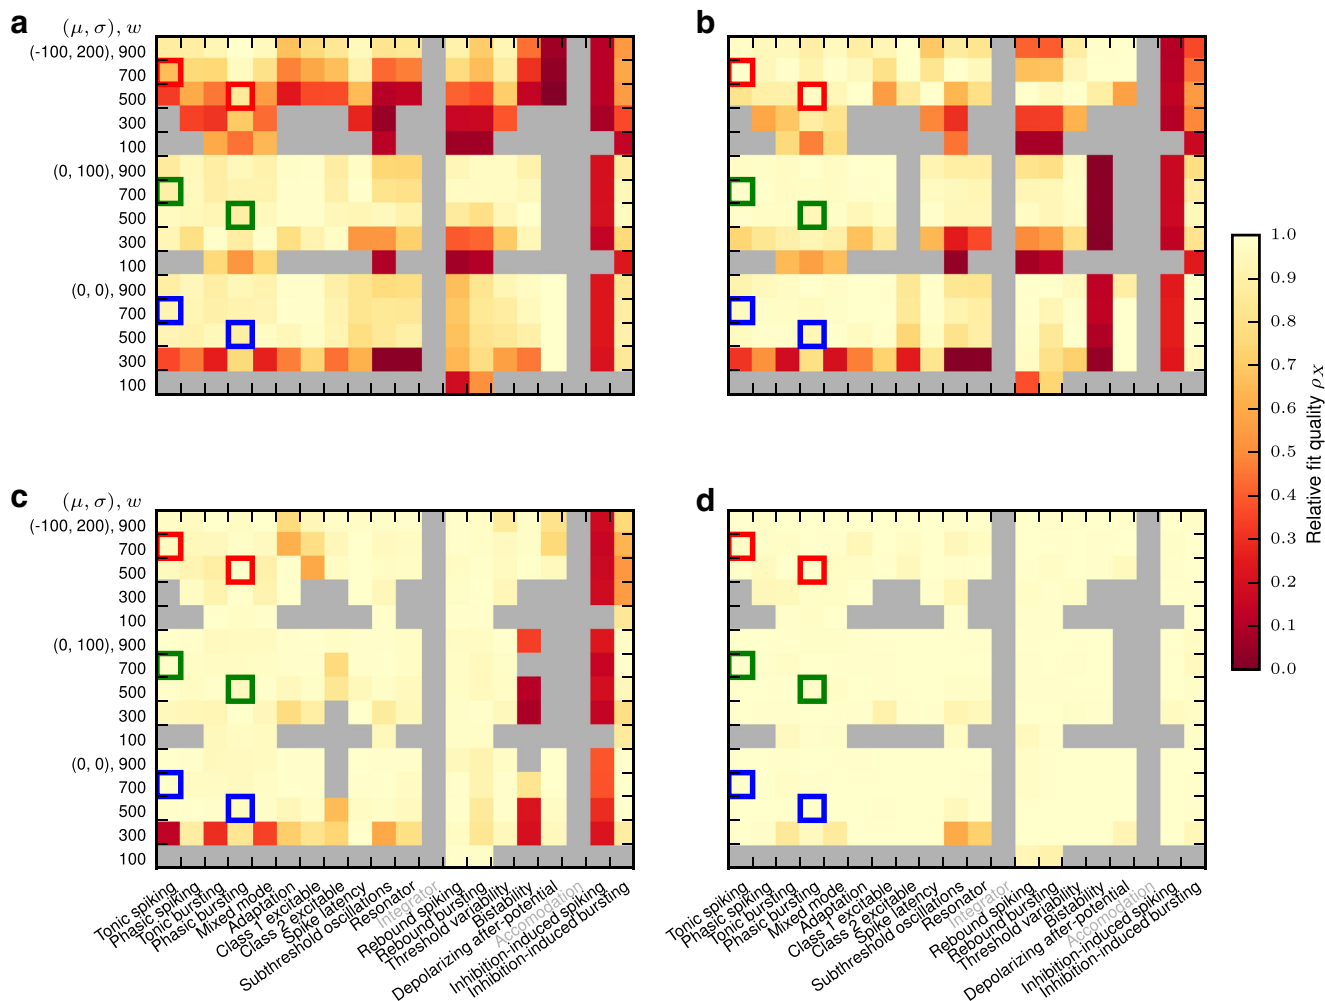 a
(μ, σ), w
(-100, 200), 900
700
500
300
100
(0, 100), 900
700
500
300
100
(0, 0), 900
700
500
300
100
b
c
(μ, σ), w
(-100, 200), 900
700
500
300
100
(0, 100), 900
700
500
300
100
(0, 0), 900
700
500
300
100
Tonic spiking
Phasic spiking
Tonic bursting
Phasic bursting
Mixed mode
Adaptation
Class 1 excitable
Class 2 excitable
Spike latency
Subthreshold oscillations
Resonator
Integrator
Rebound spiking
Rebound bursting
Threshold variability
Bistability
Depolarizing after-potential
Accomodation
Inhibition-induced spiking
Inhibition-induced bursting
d
Tonic spiking
Phasic spiking
Tonic bursting
Phasic bursting
Mixed mode
Adaptation
Class 1 excitable
Class 2 excitable
Spike latency
Subthreshold oscillations
Resonator
Integrator
Rebound spiking
Rebound bursting
Threshold variability
Bistability
Depolarizing after-potential
Accomodation
Inhibition-induced spiking
Inhibition-induced bursting
1.0
0.9
0.8
0.7
0.6
0.5
0.4
0.3
0.2
0.1
0.0
Relative fit quality ρX